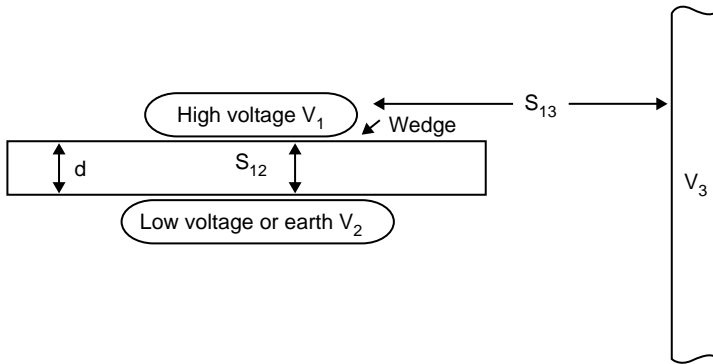 High voltage V₁
S₁₃
Wedge
d
S₁₂
V₃
Low voltage or earth V₂